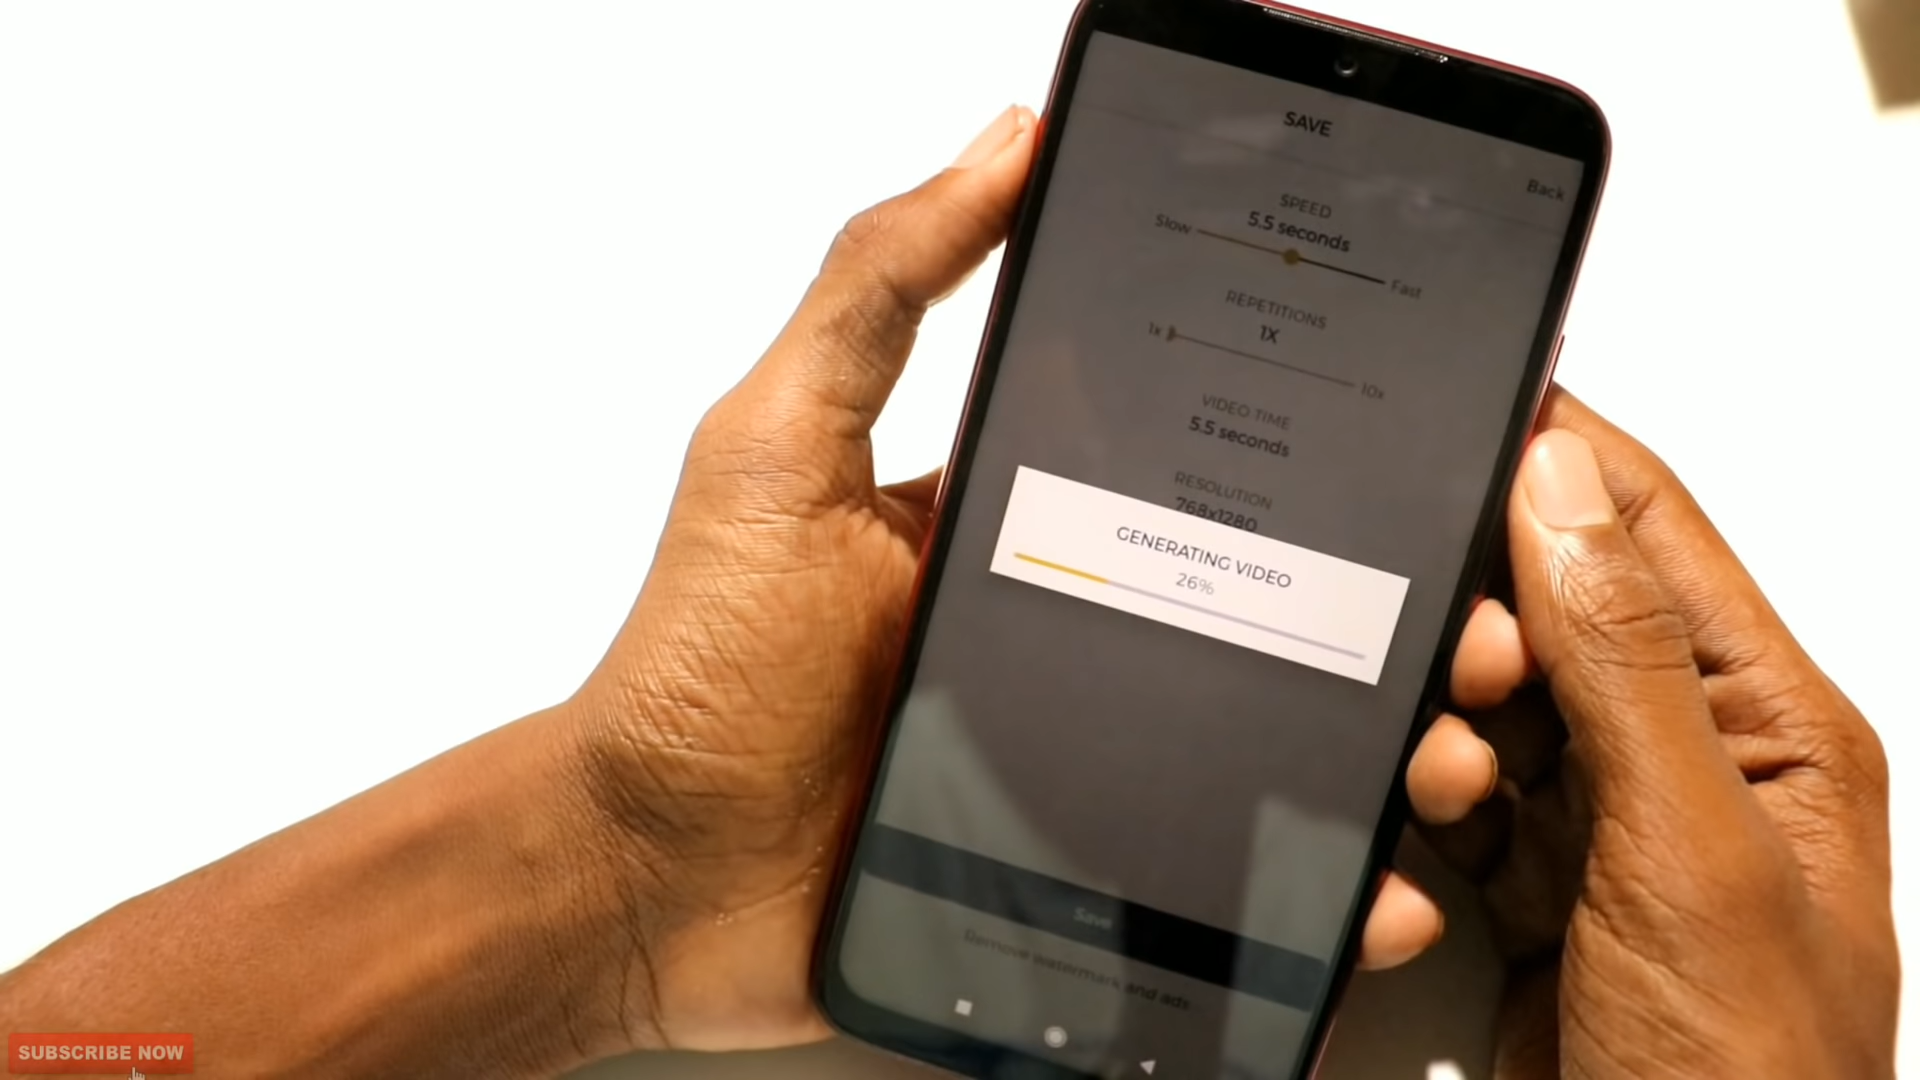 SAVE
Back
SPEED
5.5 seconds
Slow
Fast
REPETITIONS
1X
1x
10x
VIDEO TIME
5.5 seconds
RESOLUTION
768x1280
GENERATING VIDEO
26%
Save
Remove watermark and ads
SUBSCRIBE NOW